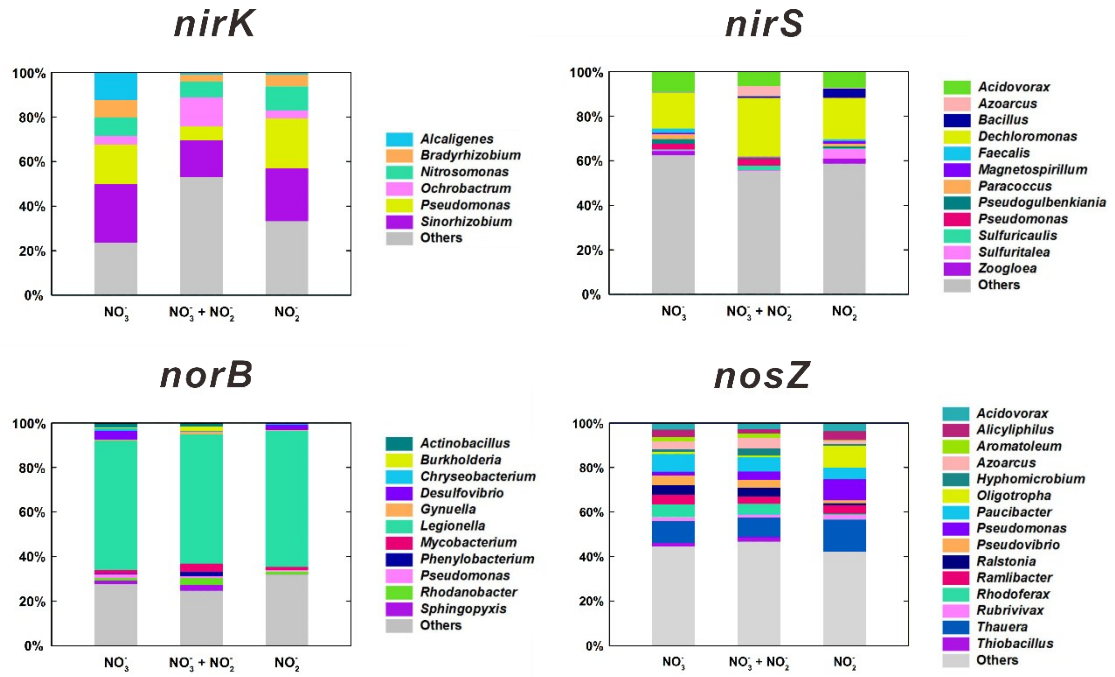 nirK
100%
80%
60%
40%
20%
0%
NO₃⁻
NO₃⁻ + NO₂⁻
NO₂⁻
Alcaligenes
Bradyrhizobium
Nitrosomonas
Ochrobactrum
Pseudomonas
Sinorhizobium
Others
nirS
100%
80%
60%
40%
20%
0%
NO₃⁻
NO₃⁻ + NO₂⁻
NO₂⁻
Acidovorax
Azoarcus
Bacillus
Dechloromonas
Faecalis
Magnetospirillum
Paracoccus
Pseudogulbenkiania
Pseudomonas
Sulfuricaulis
Sulfuritalea
Zoogloea
Others
norB
100%
80%
60%
40%
20%
0%
NO₃⁻
NO₃⁻ + NO₂⁻
NO₂⁻
Actinobacillus
Burkholderia
Chryseobacterium
Desulfovibrio
Gynuella
Legionella
Mycobacterium
Phenylobacterium
Pseudomonas
Rhodanobacter
Sphingopyxis
Others
nosZ
100%
80%
60%
40%
20%
0%
NO₃⁻
NO₃⁻ + NO₂⁻
NO₂⁻
Acidovorax
Alicyliphilus
Aromatoleum
Azoarcus
Hyphomicrobium
Oligotropha
Paucibacter
Pseudomonas
Pseudovibrio
Ralstonia
Ramlibacter
Rhodoferax
Rubrivivax
Thauera
Thiobacillus
Others